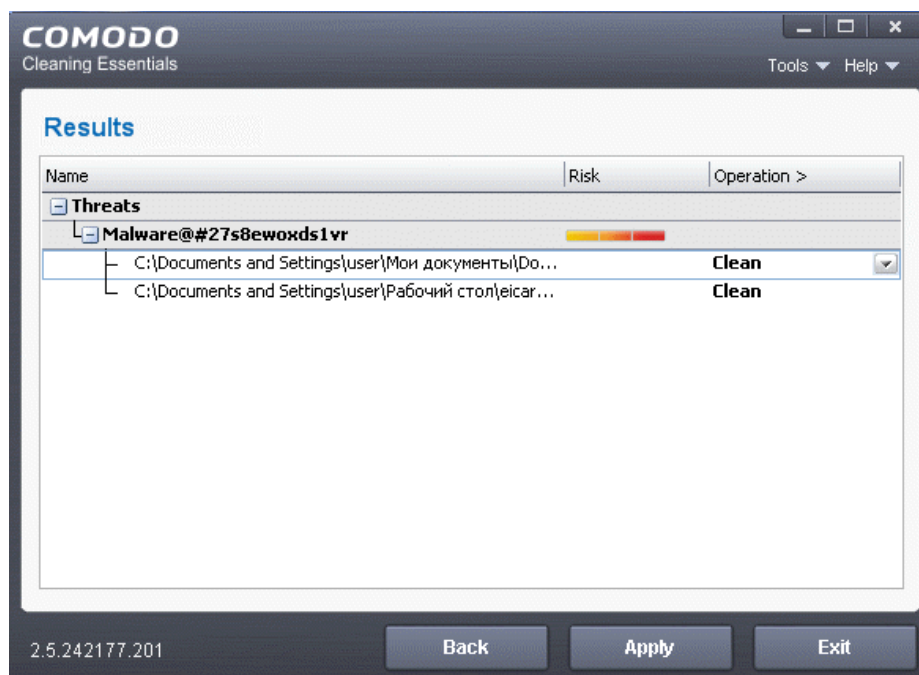 COMODO
Cleaning Essentials
Tools Help
Results
Name Risk Operation >
Threats
Malware@#27s8ewoxds1vr
C:\Documents and Settings\user\Мои документы\Do... Clean
C:\Documents and Settings\user\Рабочий стол\eicar... Clean
2.5.242177.201 Back Apply Exit